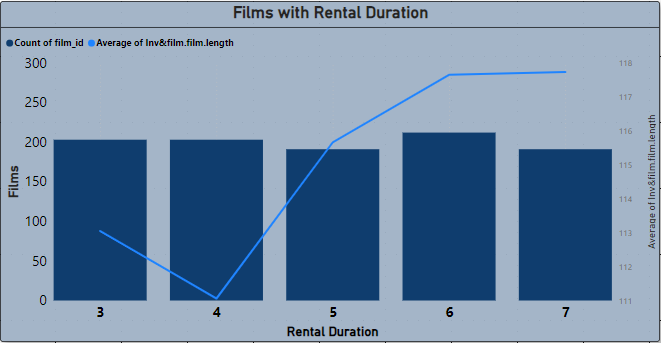 Films with Rental Duration
Count of film_id Average of Inv&film.film.length
300
250
200
150
100
50
0
Films
118
117
116
115
114
113
112
111
Average of Inv&film.film.length
3 4 5 6 7
Rental Duration